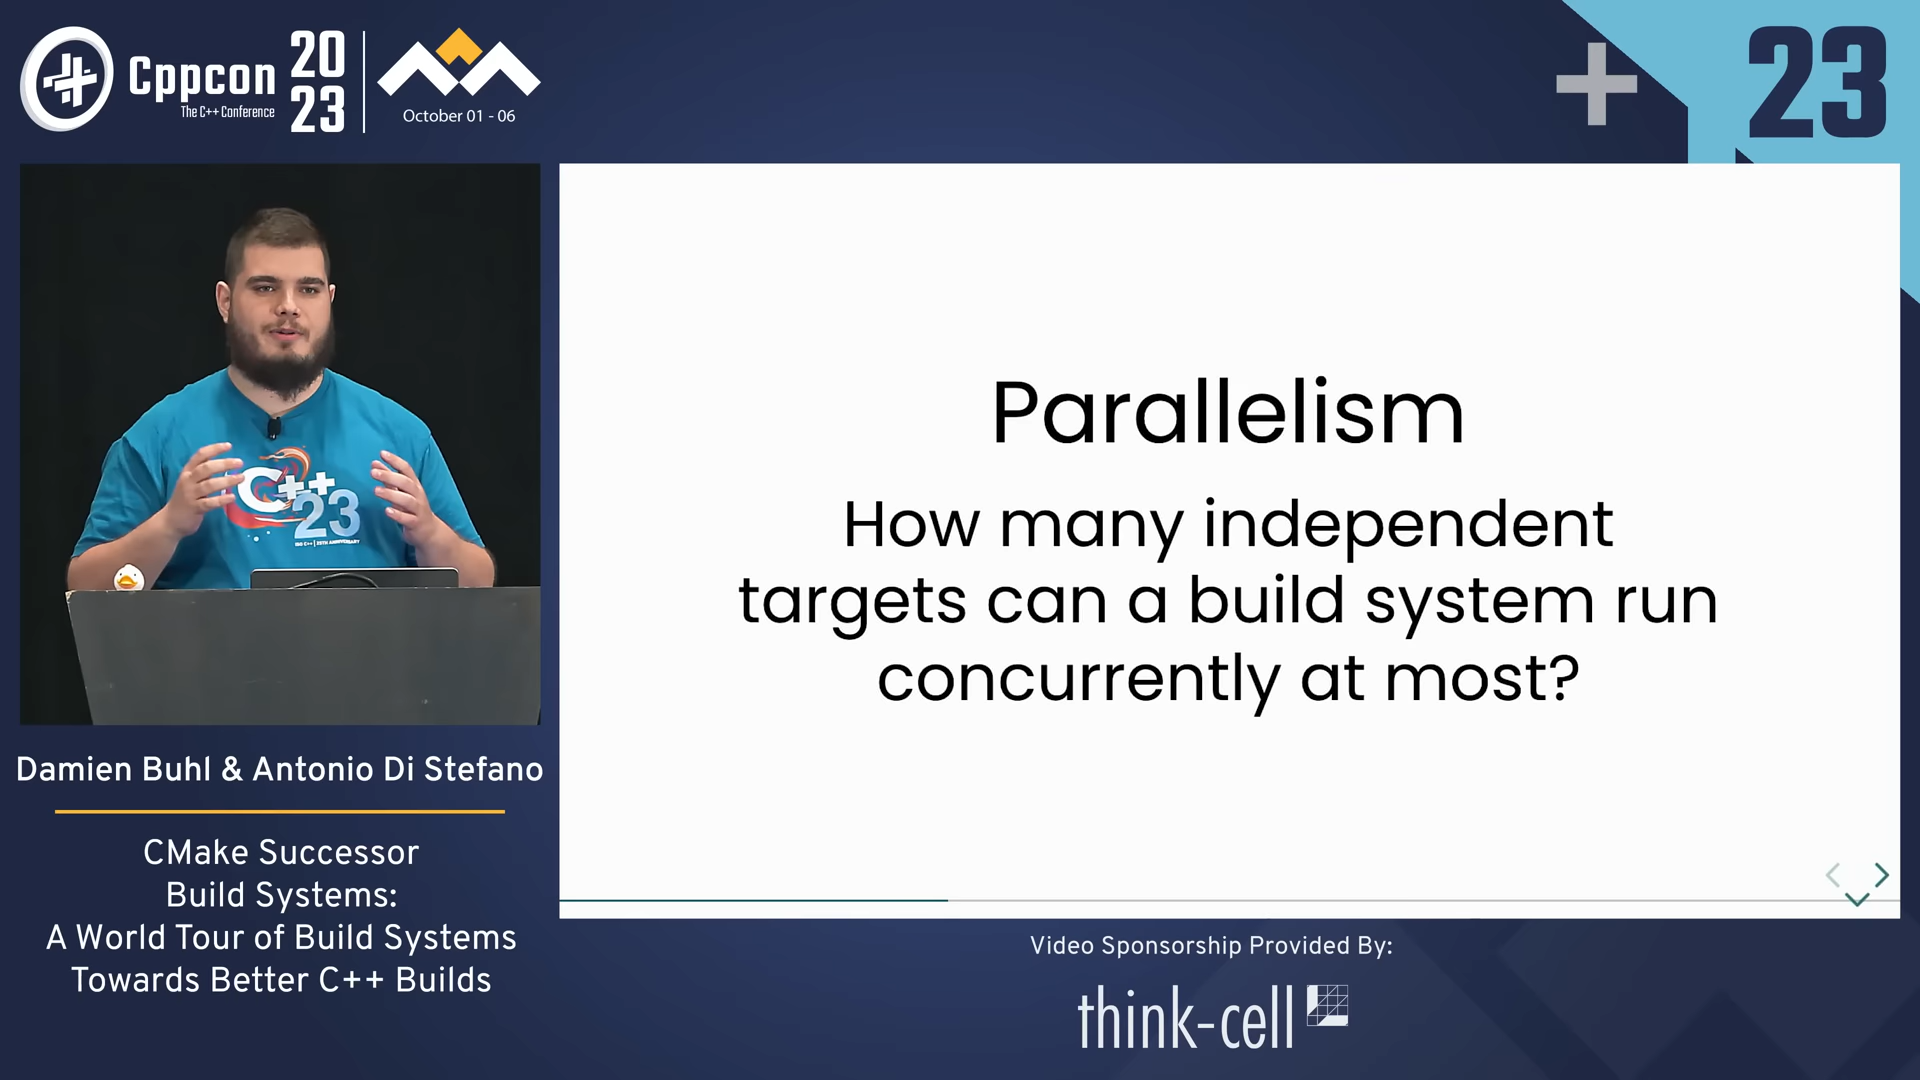 Cppcon
The C++ Conference
20
23
October 01 - 06
23
C++
23
Parallelism
How many independent
targets can a build system run
concurrently at most?
Damien Buhl & Antonio Di Stefano
CMake Successor
Build Systems:
A World Tour of Build Systems
Towards Better C++ Builds
Video Sponsorship Provided By:
think-cell